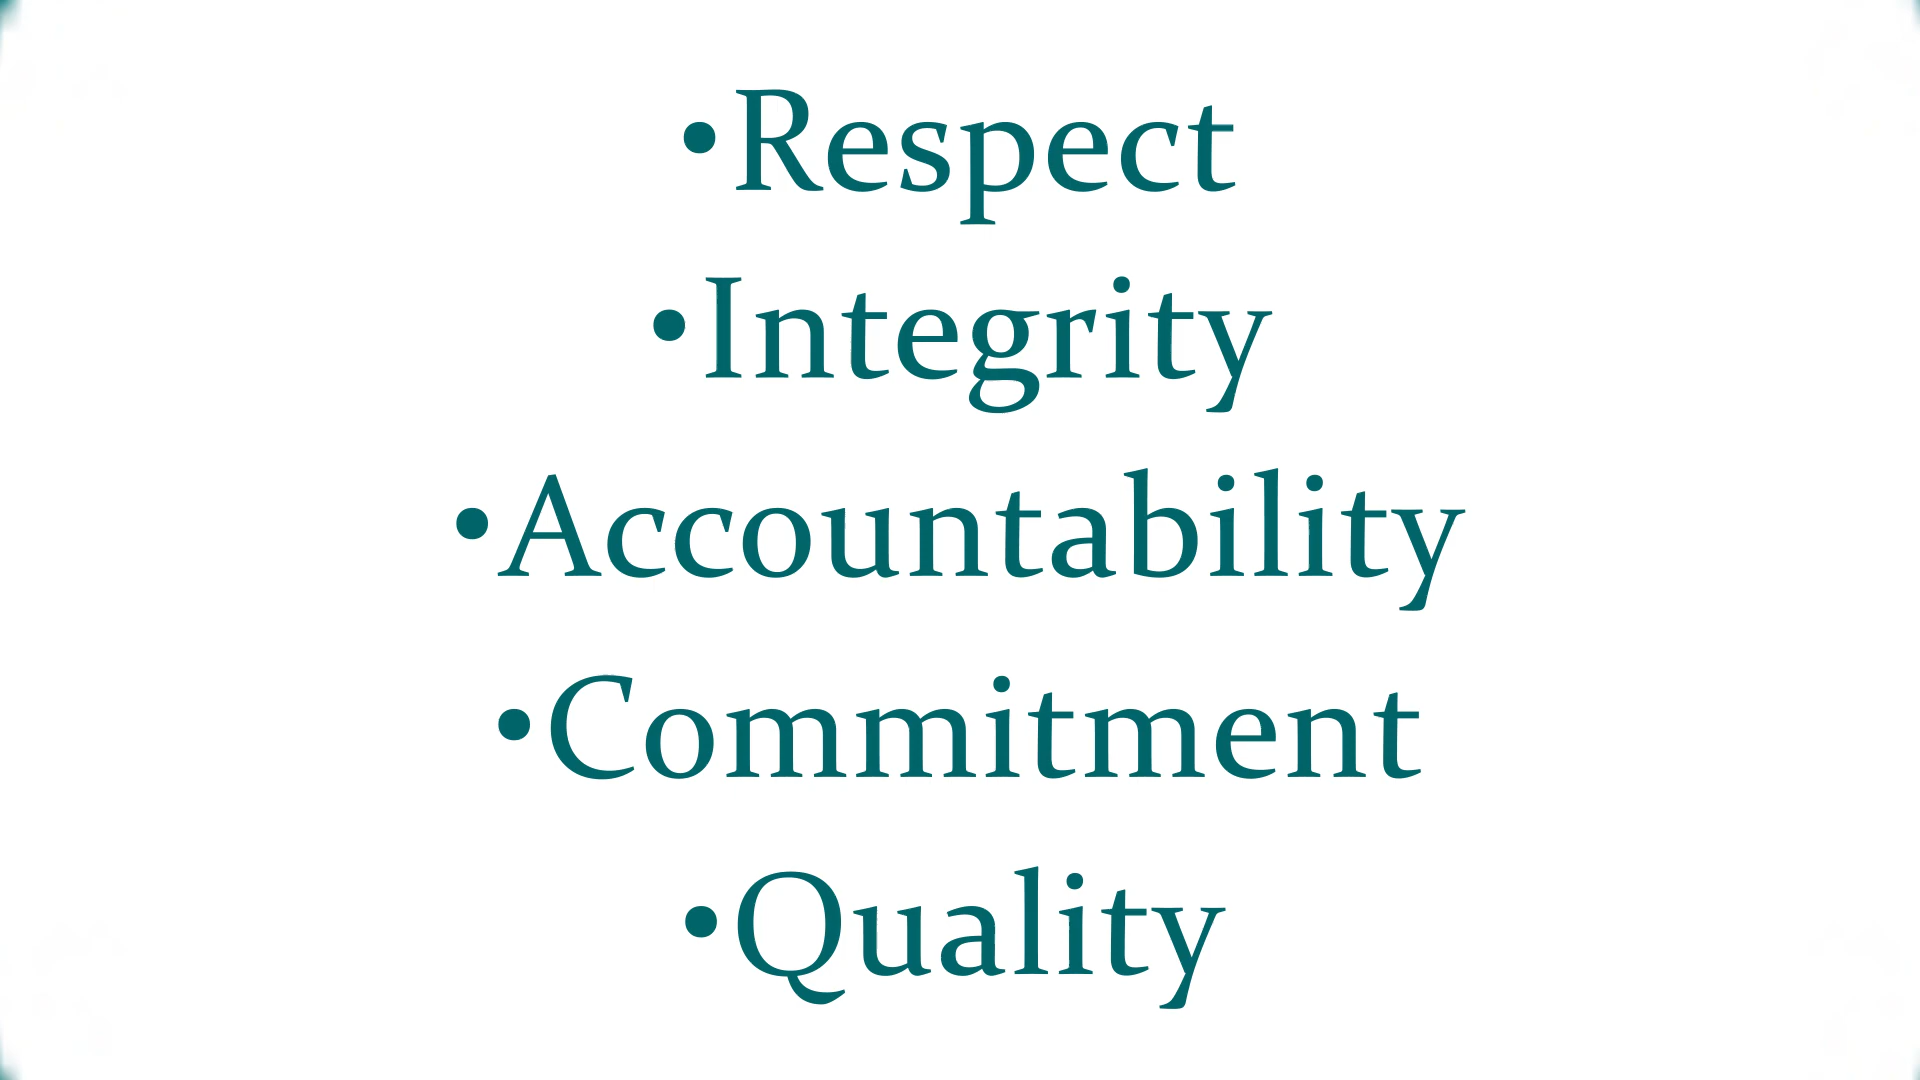 •Respect
•Integrity
•Accountability
•Commitment
•Quality